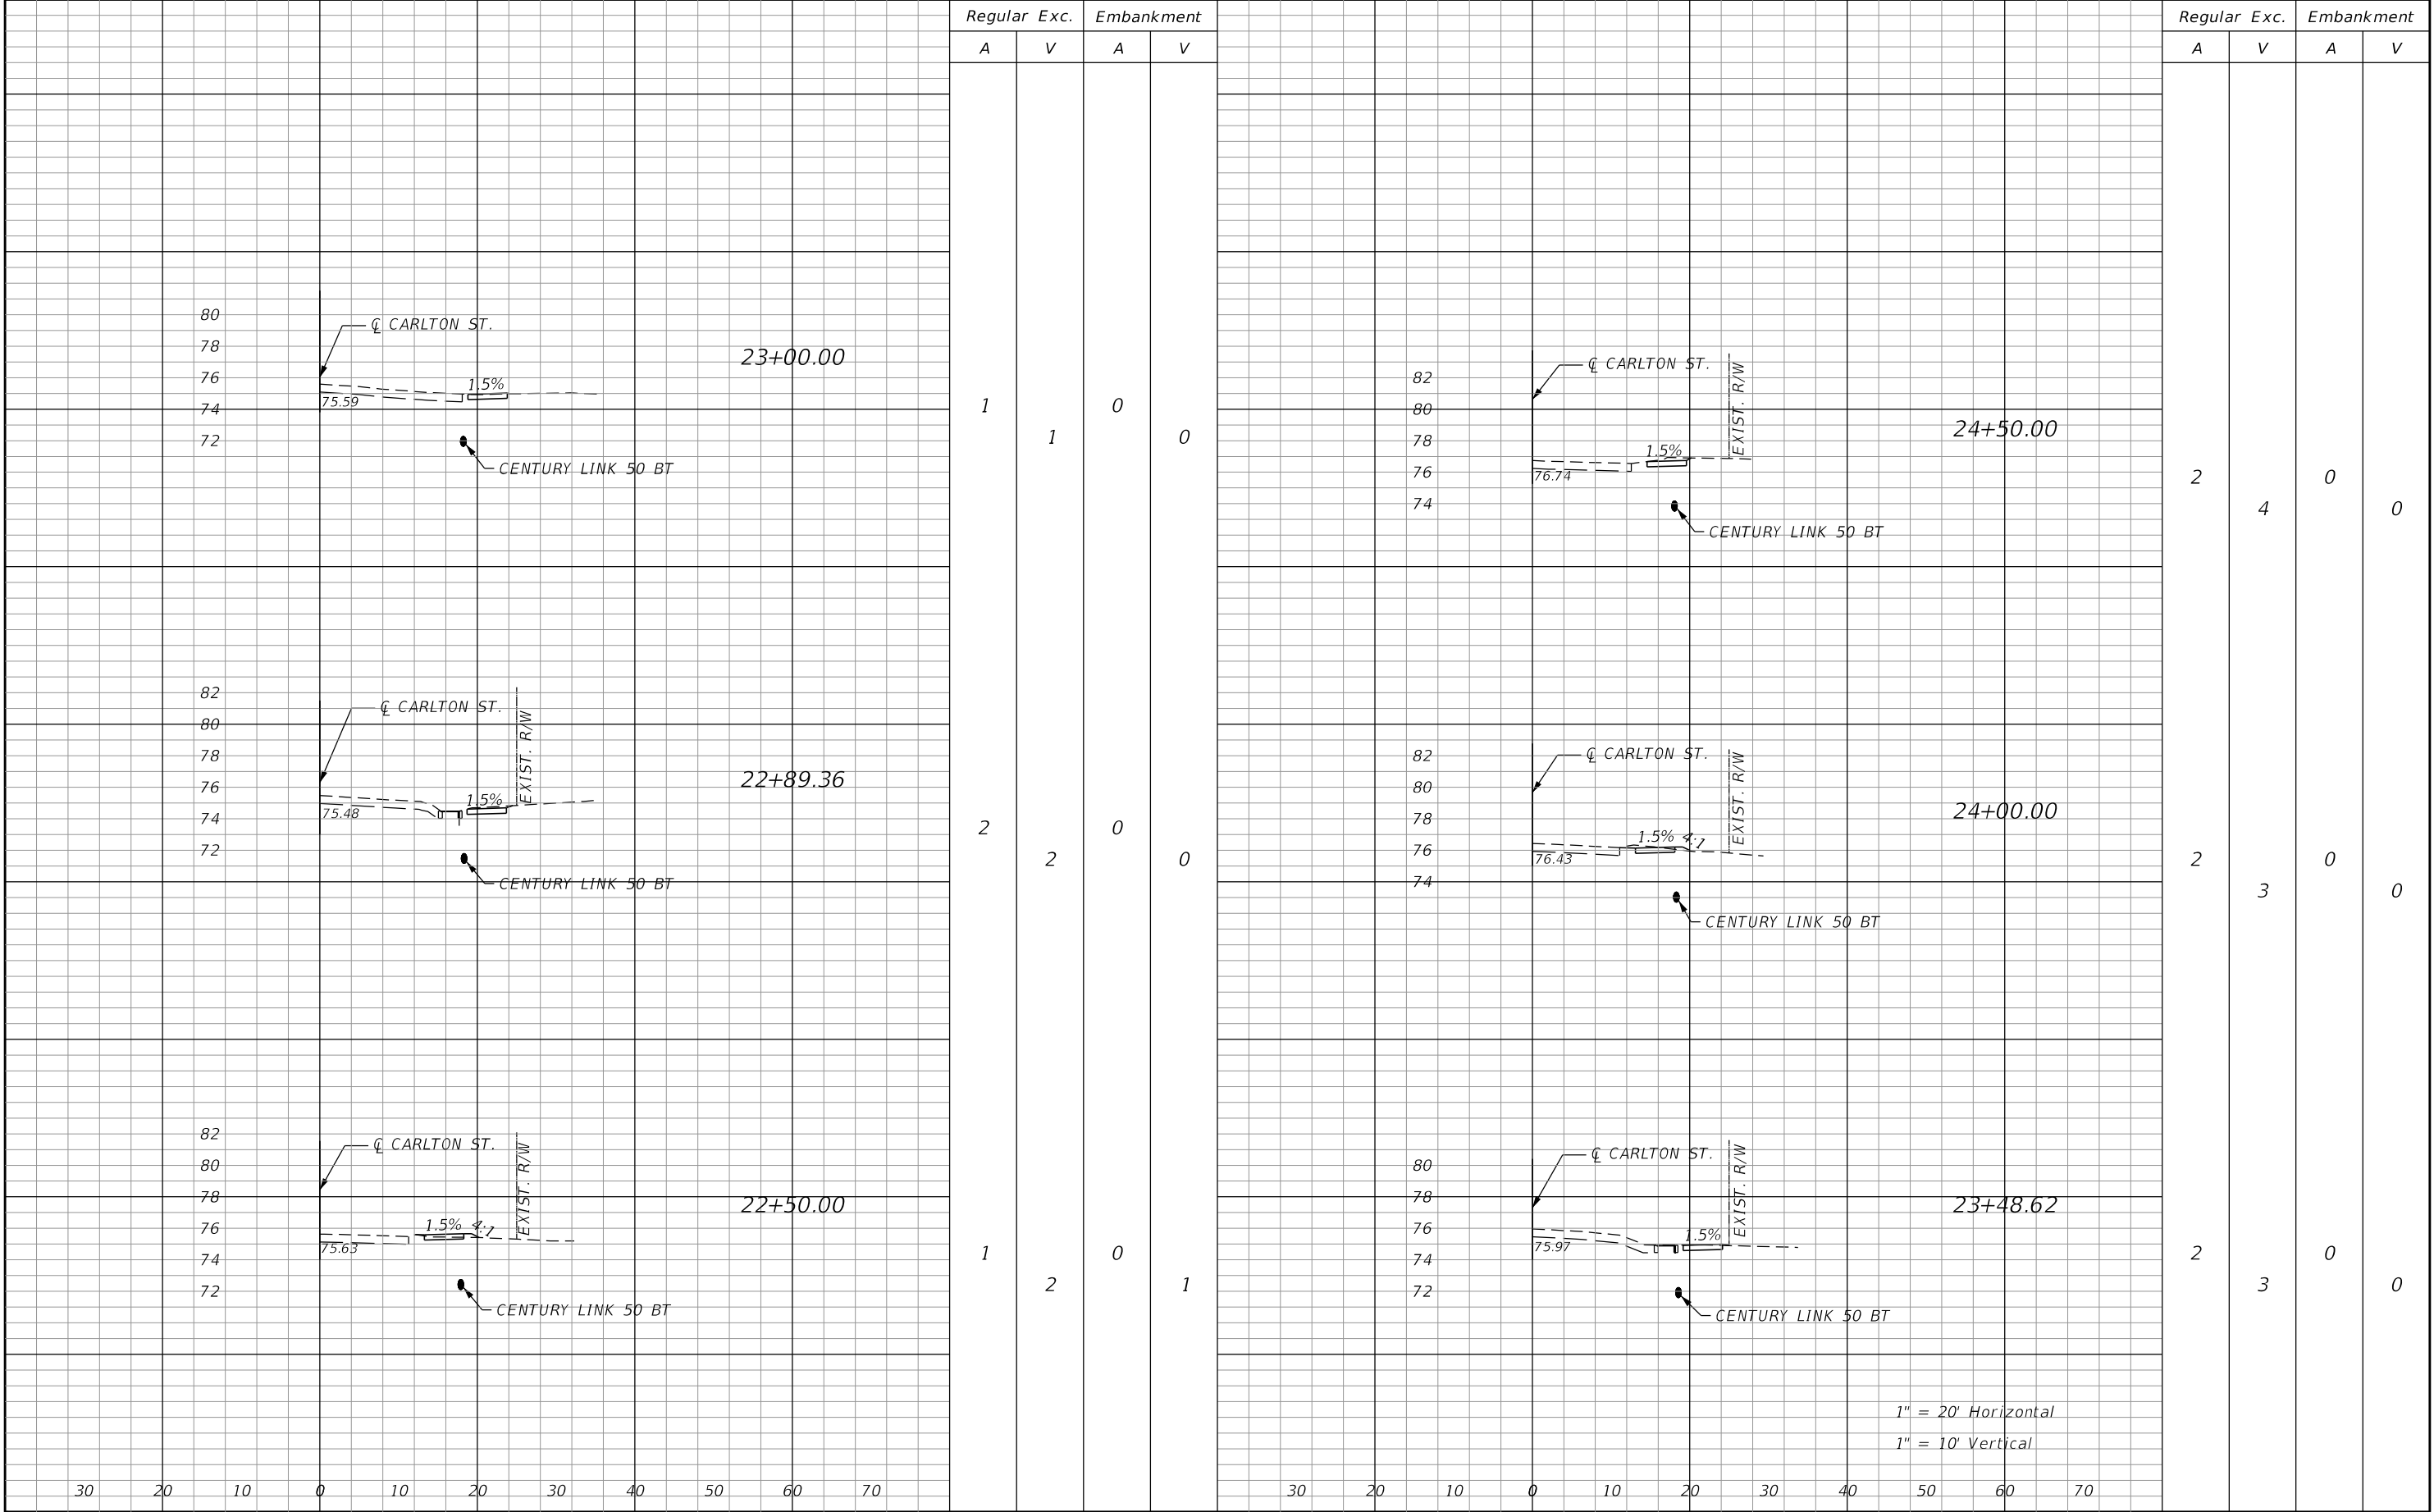 Regular Exc. Embankment
A V A V
80
℄ CARLTON ST.
78
23+00.00
76
1.5%
75.59
74
1 0
72
1 0
CENTURY LINK 50 BT
82
℄ CARLTON ST.
80
EXIST. R/W
78
22+89.36
76
1.5%
75.48
74
2 0
72
2 0
CENTURY LINK 50 BT
82
℄ CARLTON ST.
80
EXIST. R/W
78
22+50.00
76
1.5% 4:1
75.63
74
1 0
72
2 1
CENTURY LINK 50 BT
30 20 10 0 10 20 30 40 50 60 70
Regular Exc. Embankment
A V A V
℄ CARLTON ST.
82
EXIST. R/W
80
24+50.00
78
1.5%
76
76.74
2 0
74
4 0
CENTURY LINK 50 BT
82
℄ CARLTON ST.
EXIST. R/W
80
24+00.00
78
1.5% 4:1
76
76.43
2 0
74
3 0
CENTURY LINK 50 BT
℄ CARLTON ST.
80
EXIST. R/W
78
23+48.62
76
1.5%
75.97
74
2 0
72
3 0
CENTURY LINK 50 BT
1" = 20' Horizontal
1" = 10' Vertical
30 20 10 0 10 20 30 40 50 60 70